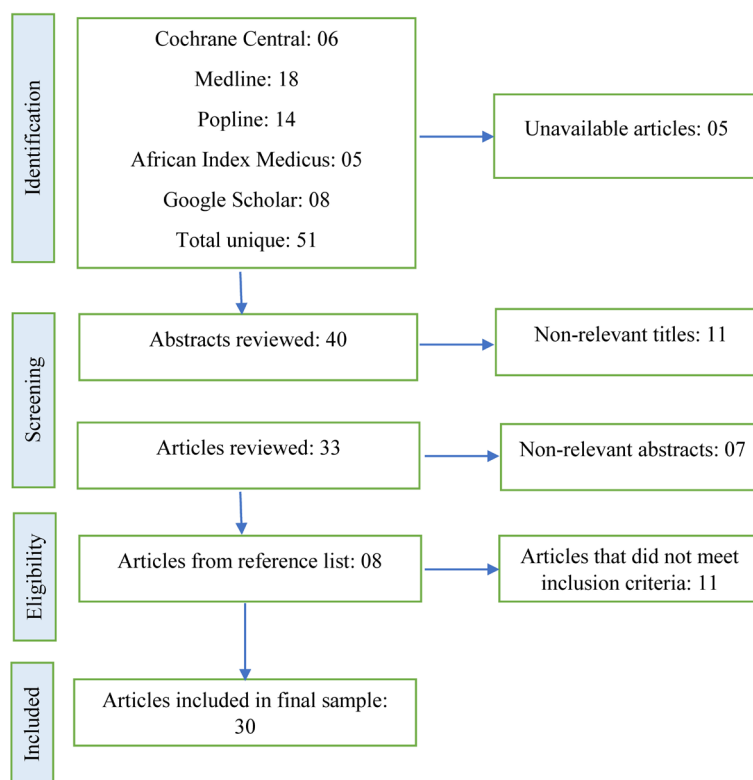 Identification
Cochrane Central: 06
Medline: 18
Popline: 14
African Index Medicus: 05
Google Scholar: 08
Total unique: 51
Unavailable articles: 05
Screening
Abstracts reviewed: 40
Non-relevant titles: 11
Articles reviewed: 33
Non-relevant abstracts: 07
Eligibility
Articles from reference list: 08
Articles that did not meet
inclusion criteria: 11
Included
Articles included in final sample:
30